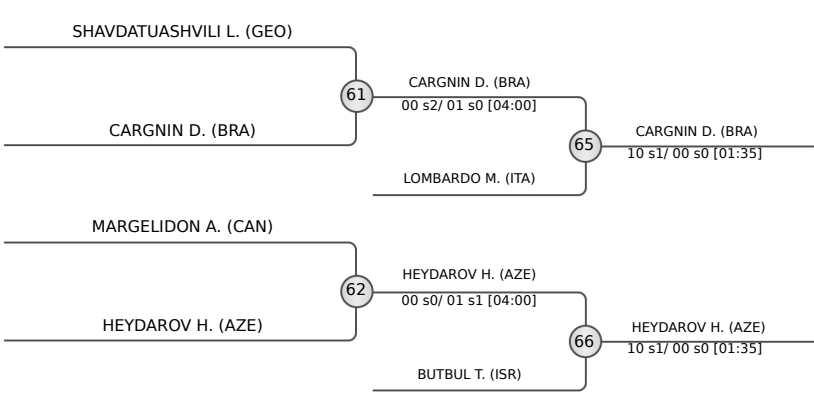 SHAVDATUASHVILI L. (GEO)
61
CARGNIN D. (BRA)
00 s2/ 01 s0 [04:00]
CARGNIN D. (BRA)
65
CARGNIN D. (BRA)
10 s1/ 00 s0 [01:35]
LOMBARDO M. (ITA)
MARGELIDON A. (CAN)
62
HEYDAROV H. (AZE)
00 s0/ 01 s1 [04:00]
HEYDAROV H. (AZE)
66
HEYDAROV H. (AZE)
10 s1/ 00 s0 [01:35]
BUTBUL T. (ISR)